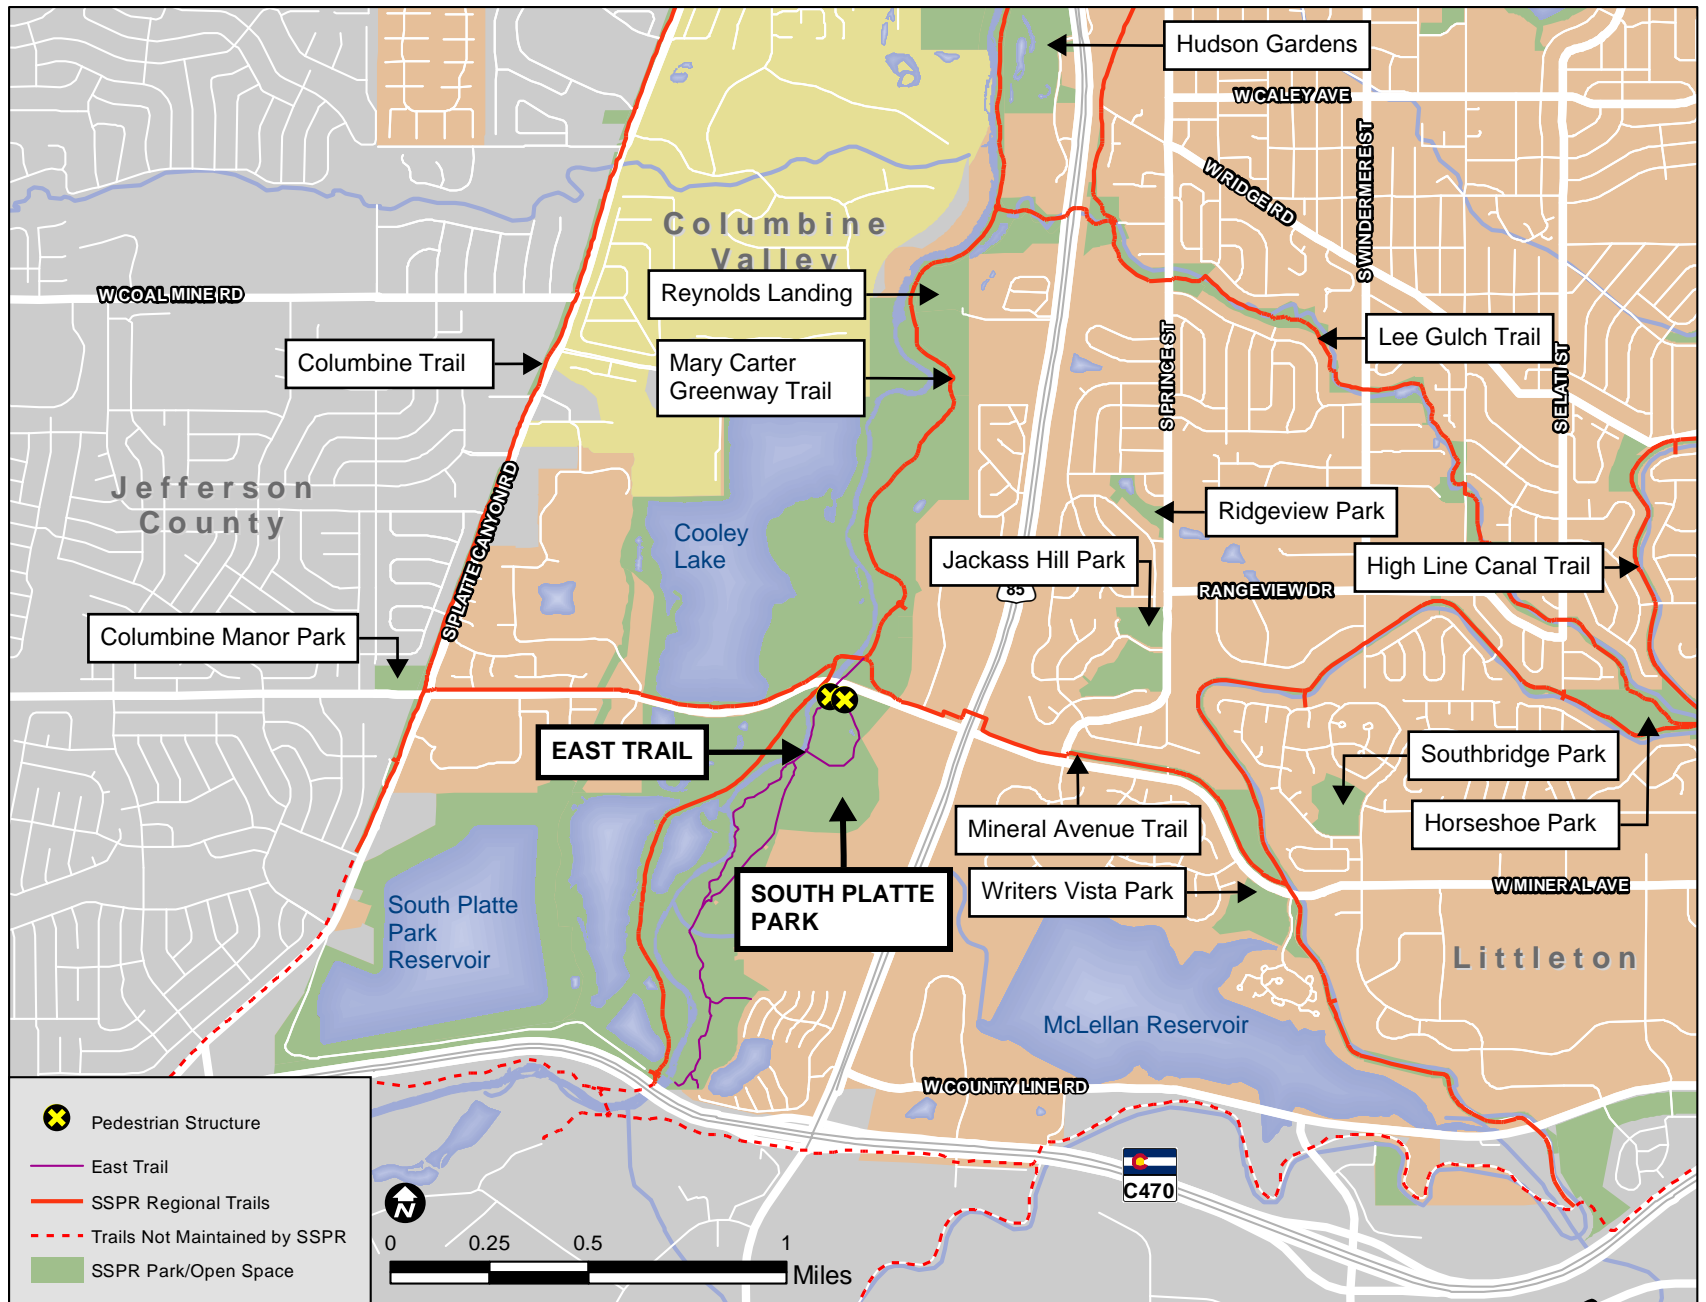 Hudson Gardens
W CALEY AVE
W RIDGE RD
S WINDERMERE ST
Columbine
Valley
W COAL MINE RD
Reynolds Landing
Lee Gulch Trail
Columbine Trail
Mary Carter
Greenway Trail
S PRINCE ST
S ELATI ST
Jefferson
County
S PLATTE CANYON RD
Ridgeview Park
Cooley
Lake
Jackass Hill Park
High Line Canal Trail
85
RANGEVIEW DR
Columbine Manor Park
EAST TRAIL
Southbridge Park
Mineral Avenue Trail
Horseshoe Park
SOUTH PLATTE
PARK
Writers Vista Park
W MINERAL AVE
South Platte
Park
Reservoir
Littleton
McLellan Reservoir
W COUNTY LINE RD
C470
Pedestrian Structure
East Trail
SSPR Regional Trails
Trails Not Maintained by SSPR
SSPR Park/Open Space
N
0 0.25 0.5 1
Miles